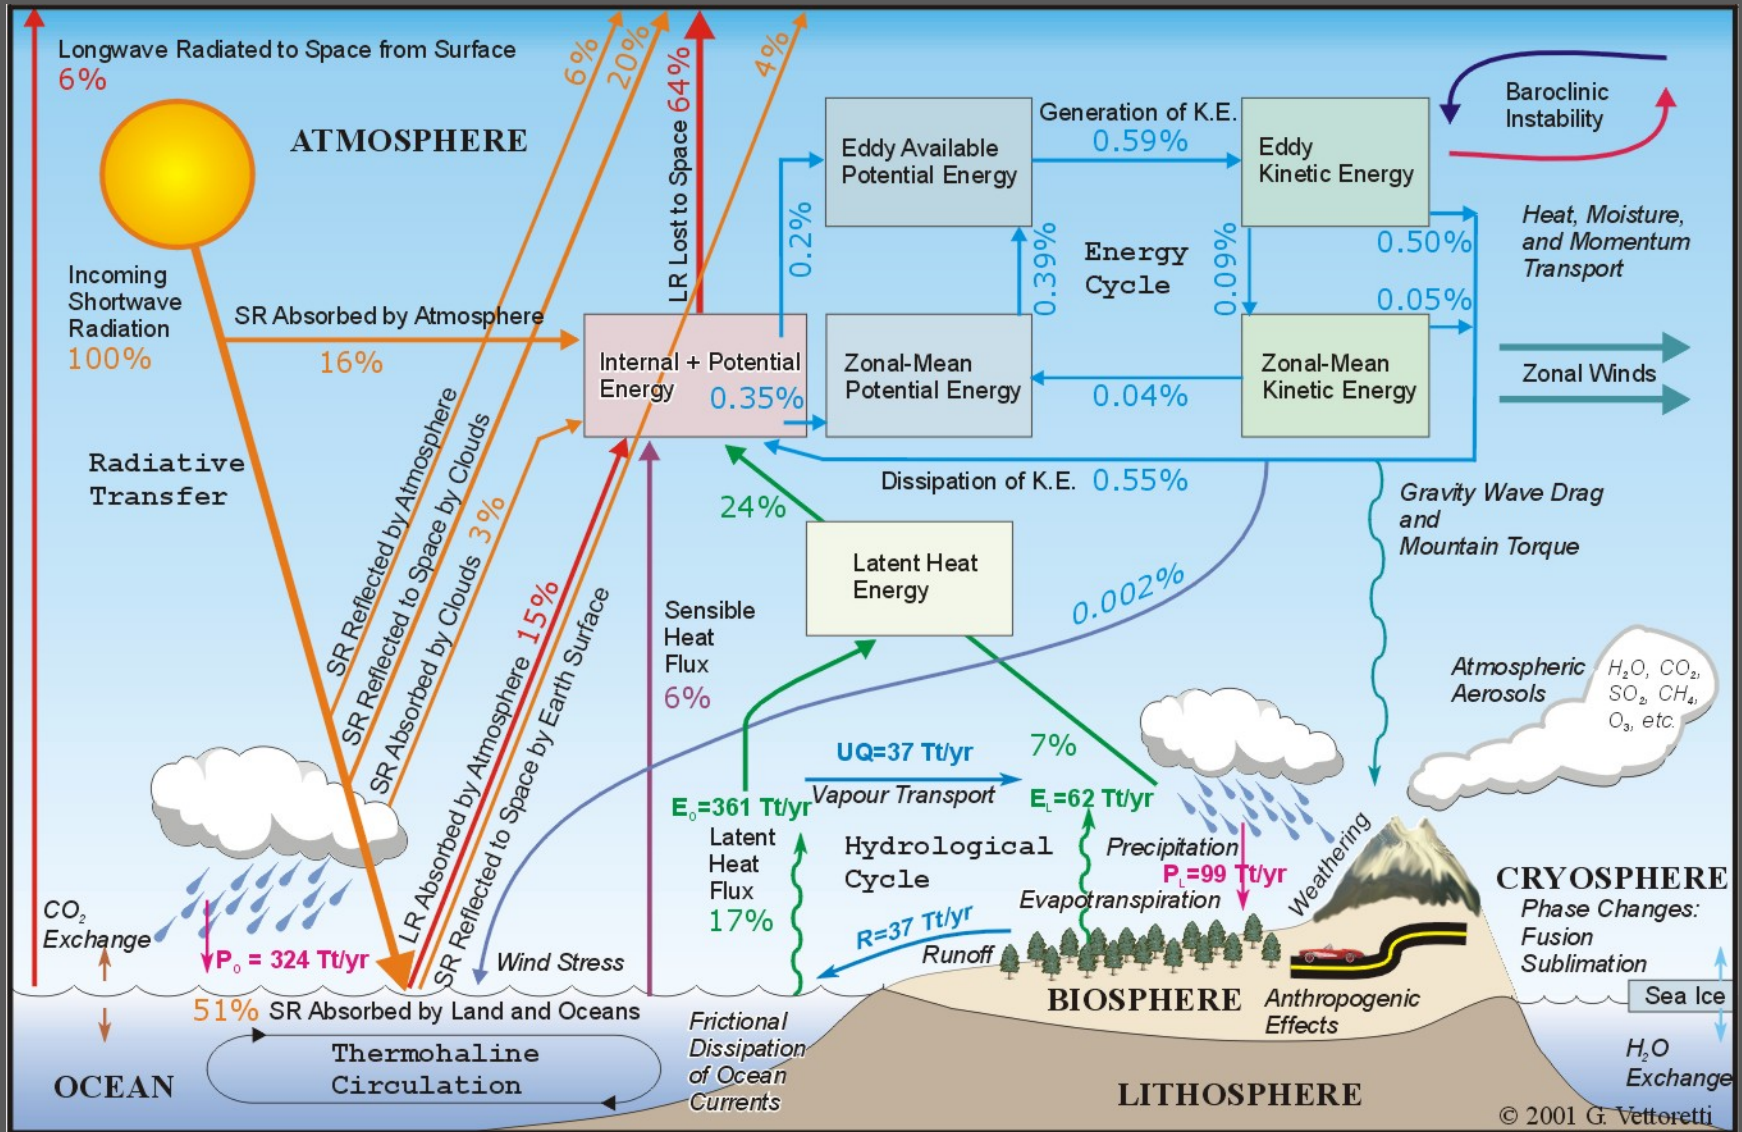 Longwave Radiated to Space from Surface
6%
ATMOSPHERE
6%
20%
LR Lost to Space 64%
4%
Incoming
Shortwave
Radiation
100%
SR Absorbed by Atmosphere
16%
Radiative
Transfer
SR Reflected by Atmosphere
SR Reflected to Space by Clouds
SR Absorbed by Clouds 3%
LR Absorbed by Atmosphere 15%
SR Reflected to Space by Earth Surface
Internal + Potential
Energy
0.35%
0.2%
Eddy Available
Potential Energy
Generation of K.E.
0.59%
Eddy
Kinetic Energy
Baroclinic
Instability
0.39%
Energy
Cycle
0.09%
0.50%
0.05%
Heat, Moisture,
and Momentum
Transport
Zonal-Mean
Potential Energy
0.04%
Zonal-Mean
Kinetic Energy
Zonal Winds
Dissipation of K.E. 0.55%
24%
Latent Heat
Energy
0.002%
Gravity Wave Drag
and
Mountain Torque
Sensible
Heat
Flux
6%
Atmospheric
Aerosols
H₂O, CO₂,
SO₂, CH₄,
O₃, etc.
UQ=37 Tt/yr
Vapour Transport
7%
E₀=361 Tt/yr
E_L=62 Tt/yr
Latent
Heat
Flux
17%
Hydrological
Cycle
Precipitation
P_L=99 Tt/yr
Evapotranspiration
Weathering
R=37 Tt/yr
Runoff
CRYOSPHERE
Phase Changes:
Fusion
Sublimation
Sea Ice
H₂O
Exchange
CO₂
Exchange
P₀ = 324 Tt/yr
Wind Stress
51% SR Absorbed by Land and Oceans
Thermohaline
Circulation
OCEAN
Frictional
Dissipation
of Ocean
Currents
BIOSPHERE
Anthropogenic
Effects
LITHOSPHERE
© 2001 G. Vettoretti